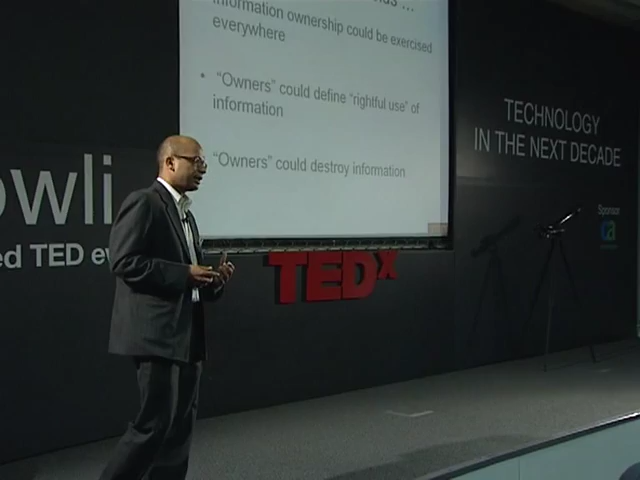 information ownership could be exercised
everywhere
• "Owners" could define "rightful use" of
information
"Owners" could destroy information
TECHNOLOGY
IN THE NEXT DECADE
owli
ed TED ev
TEDx
Sponsor
ca